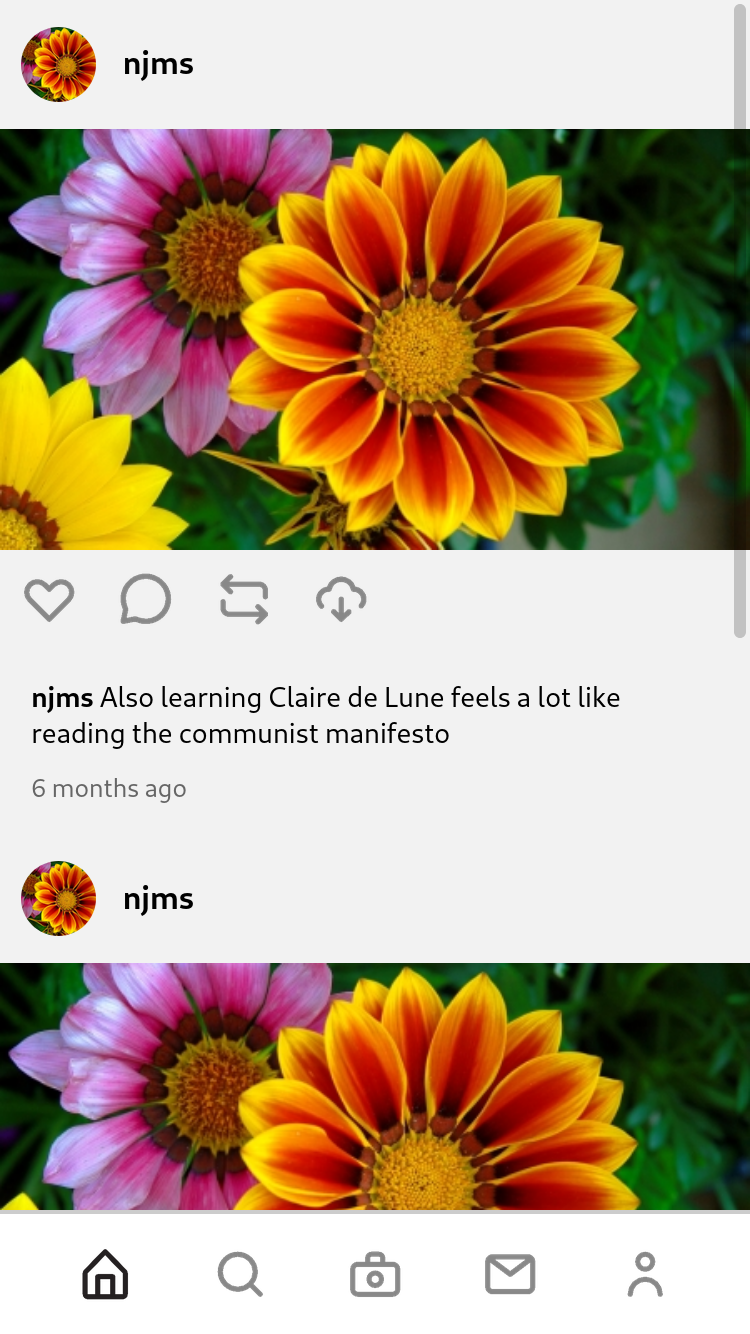 njms
njms Also learning Claire de Lune feels a lot like
reading the communist manifesto
6 months ago
njms